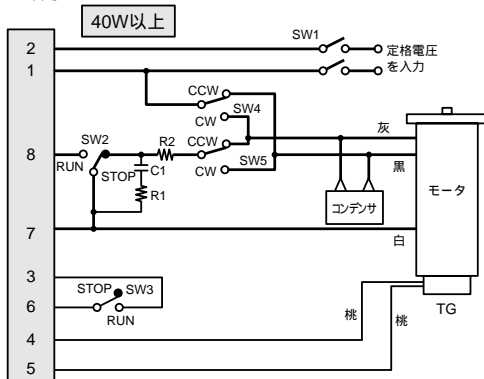 40W以上
2
SW1
定格電圧
を入力
1
CCW
SW4
CW
灰
8
SW2
R2
CCW
RUN
STOP
C1
SW5
CW
黒
R1
コンデンサ
モータ
7
白
3
STOP
SW3
6
RUN
桃
桃
TG
4
5